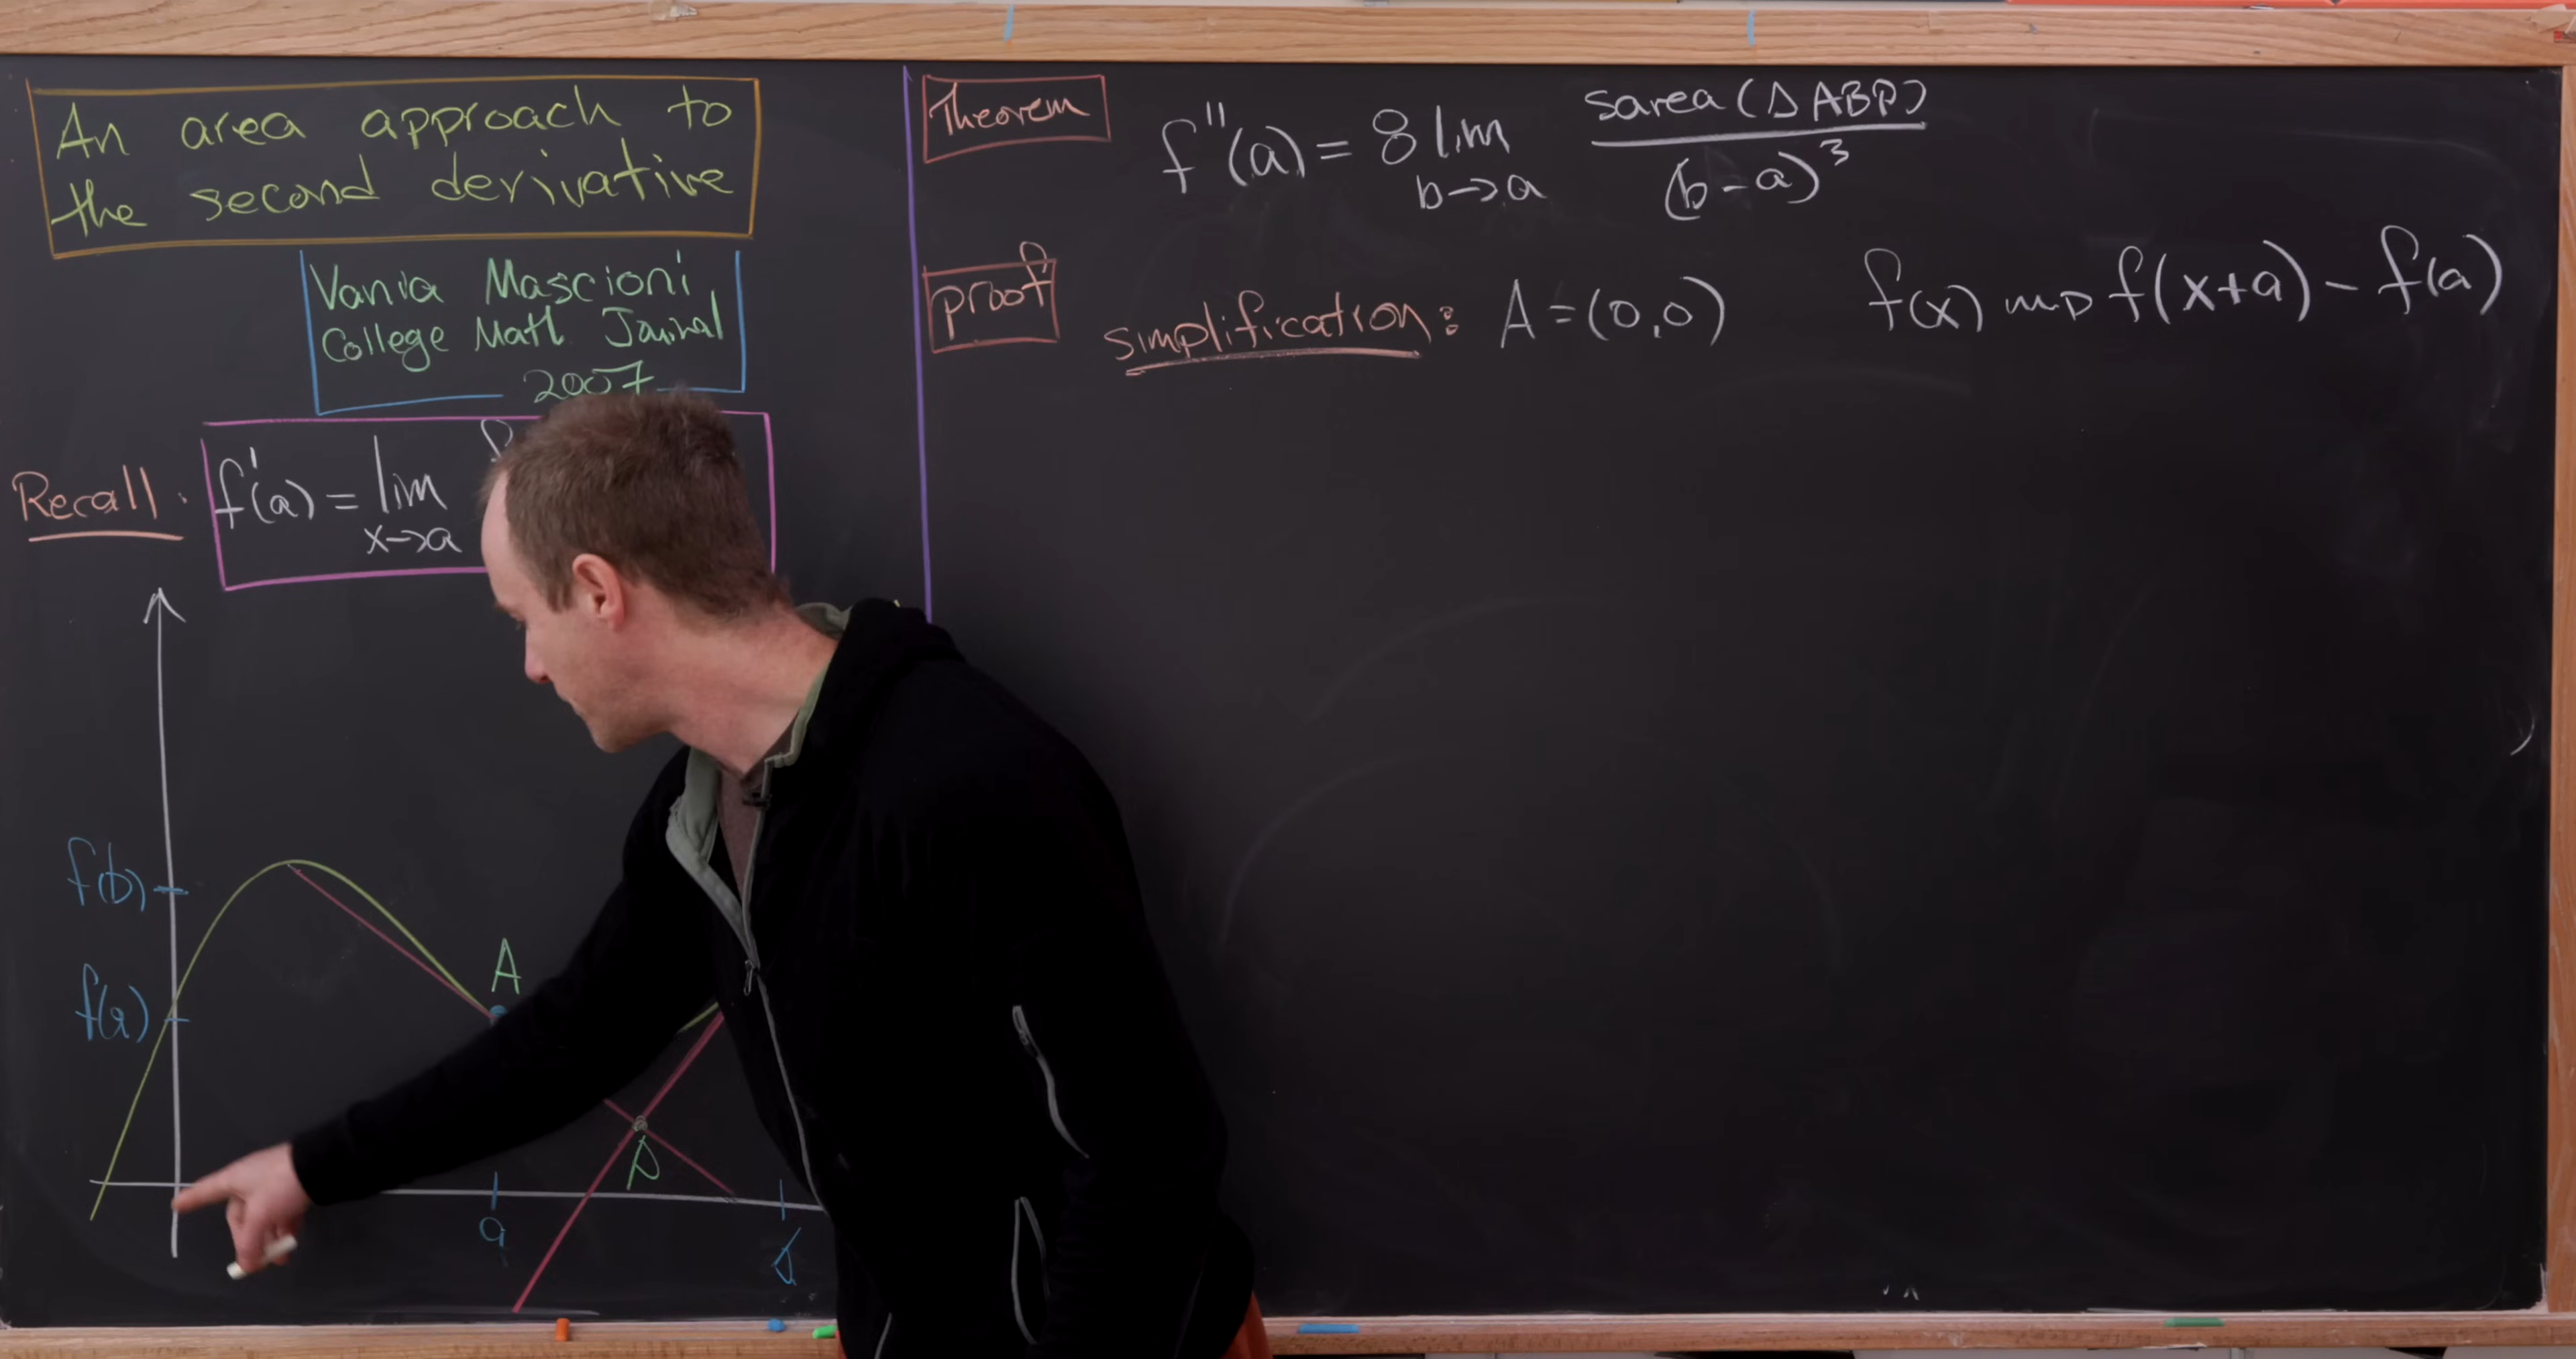 An area approach to
the second derivative
Vania Mascioni
College Math Journal
2007
Recall.
f'(a) = lim
x→a
f(b)
f(a)
A
P
a
b
Theorem
f''(a) = 8 lim sarea(ΔABP)
b→a (b-a)³
proof
simplification: A = (0,0) f(x) ⇝ f(x+a) - f(a)